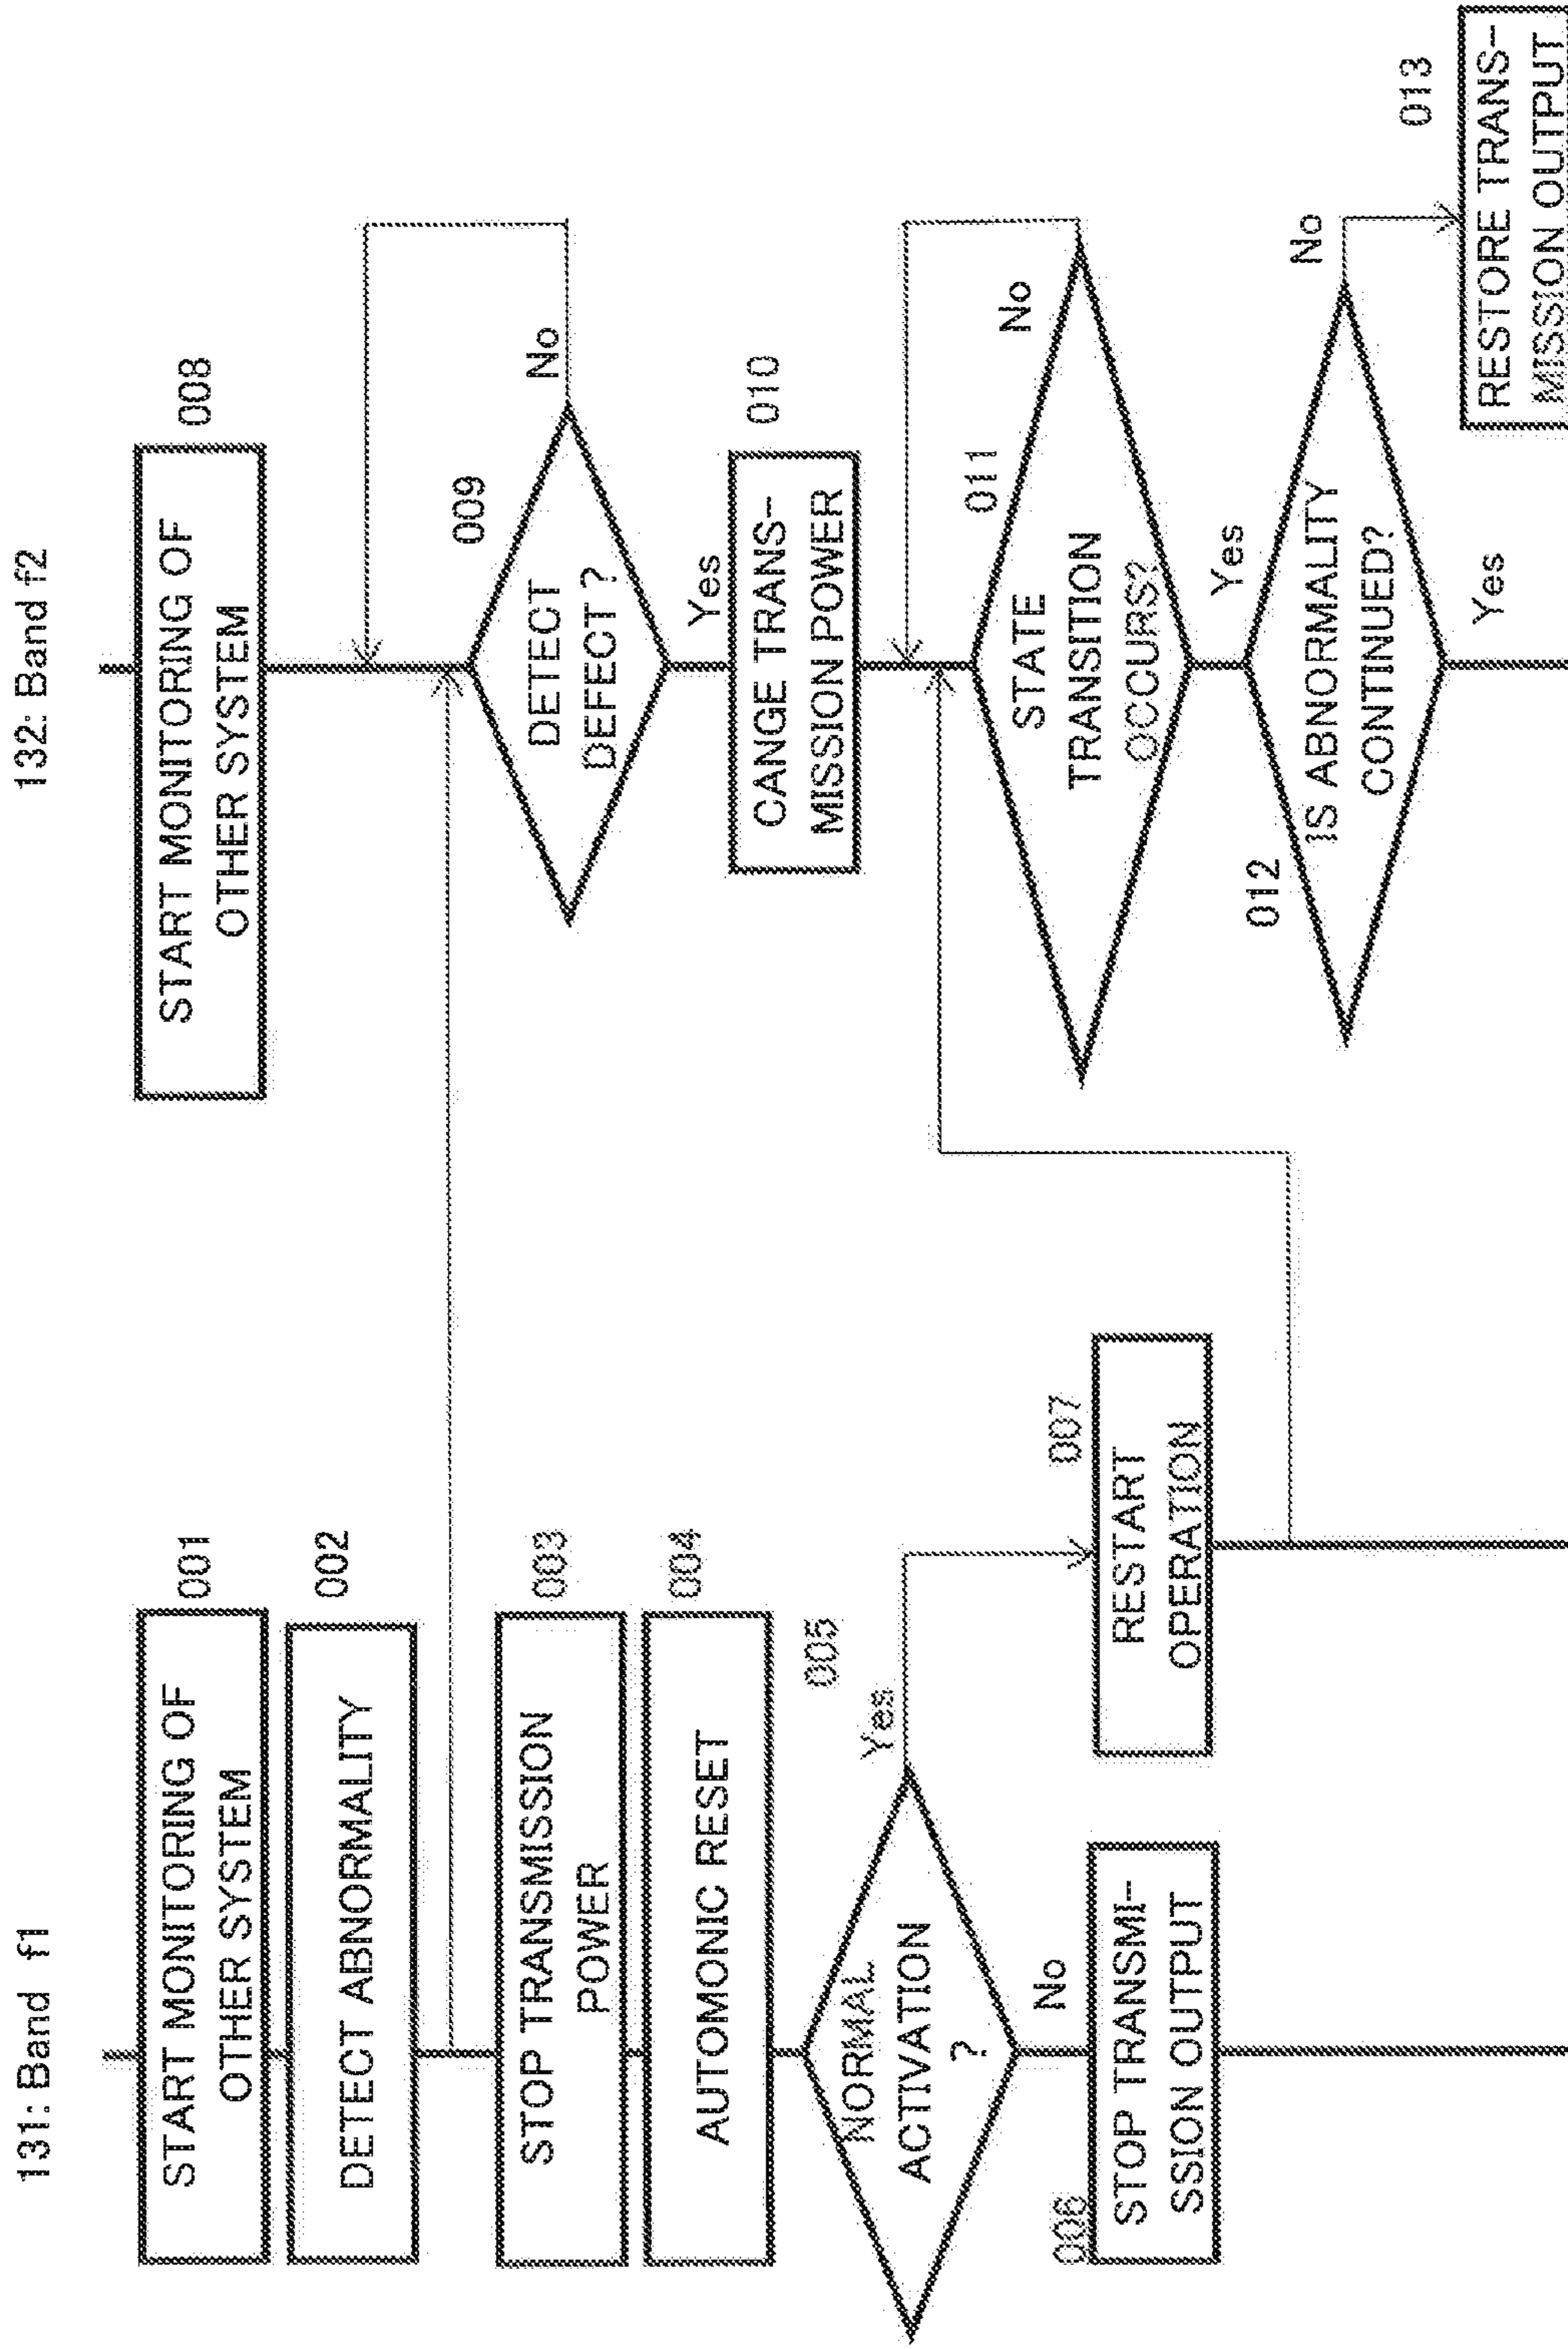 131: Band f1
START MONITORING OF
OTHER SYSTEM
001
DETECT ABNORMALITY
002
STOP TRANSMISSION
POWER
003
AUTOMONIC RESET
004
005
NORMAL
ACTIVATION
?
Yes
No
006
STOP TRANSMI-
SSION OUTPUT
007
RESTART
OPERATION
132: Band f2
START MONITORING OF
OTHER SYSTEM
008
009
DETECT
DEFECT ?
No
Yes
CANGE TRANS-
MISSION POWER
010
011
STATE
TRANSITION
OCCURS?
No
Yes
012
IS ABNORMALITY
CONTINUED?
No
Yes
013
RESTORE TRANS-
MISSION OUTPUT